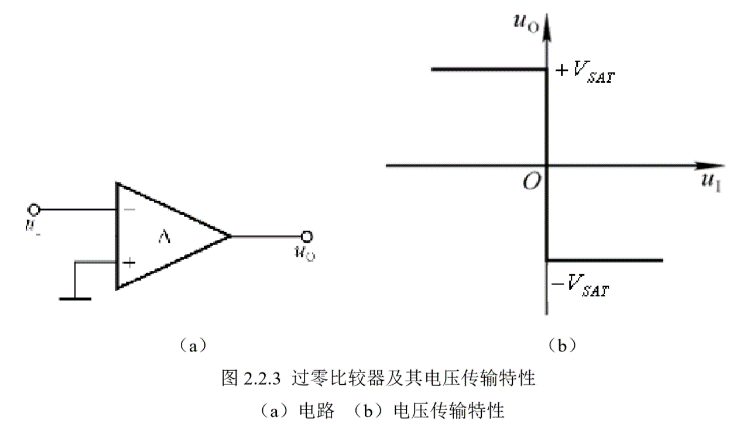 u_O
+V_SAT
−
u_
A
+
u_O
O
u_I
−V_SAT
（a）
（b）
图 2.2.3 过零比较器及其电压传输特性
（a）电路 （b）电压传输特性